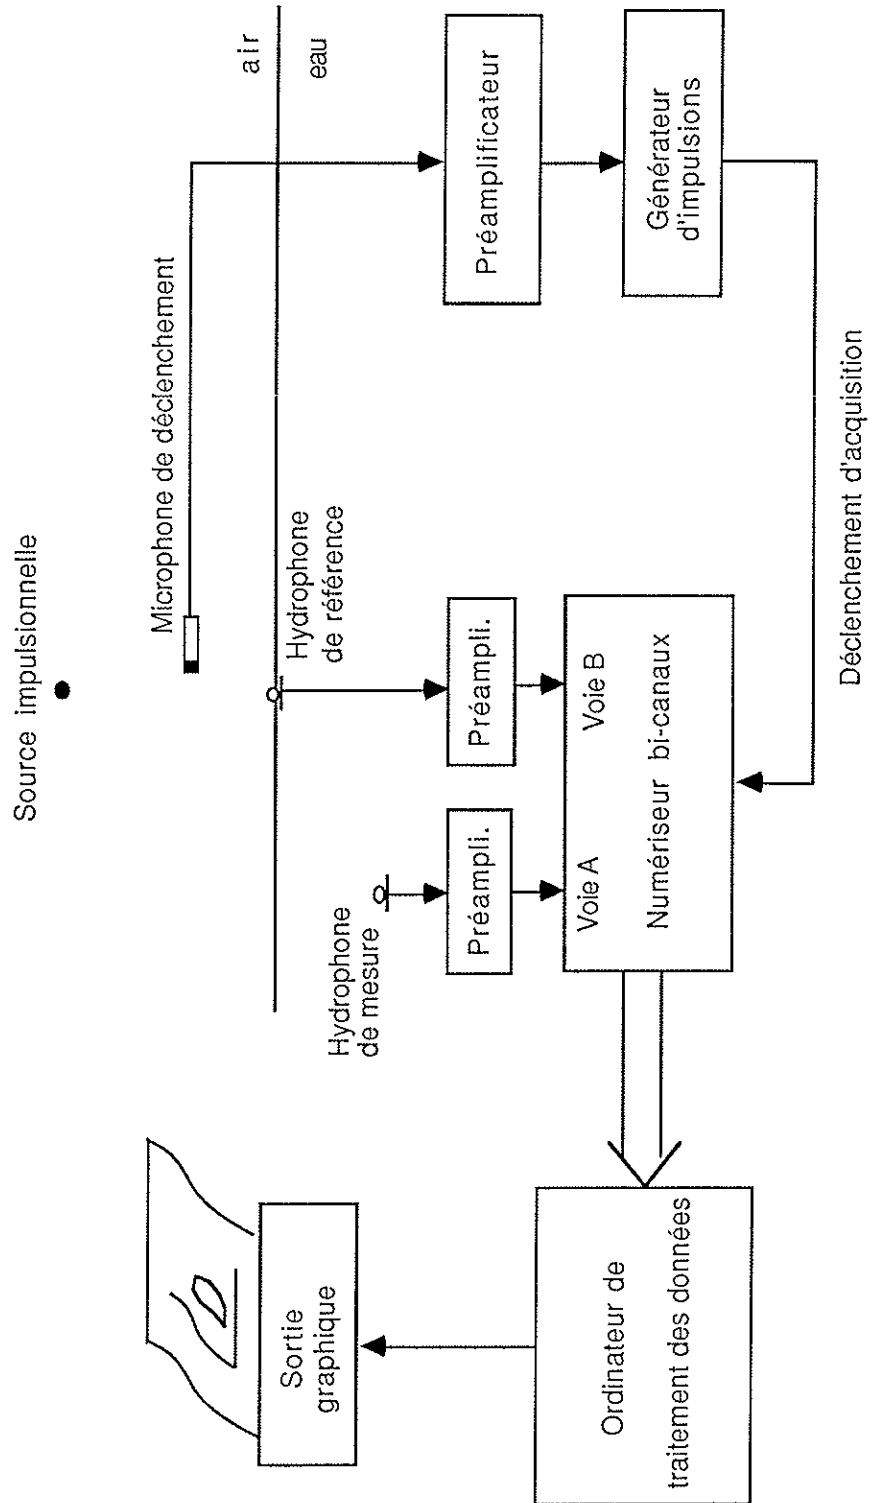 Source impulsionnelle
Microphone de déclenchement
air
eau
Hydrophone
de référence
Hydrophone
de mesure
Préampli.
Préampli.
Préamplificateur
Voie A
Voie B
Numériseur bi-canaux
Générateur
d'impulsions
Déclenchement d'acquisition
Sortie
graphique
Ordinateur de
traitement des données